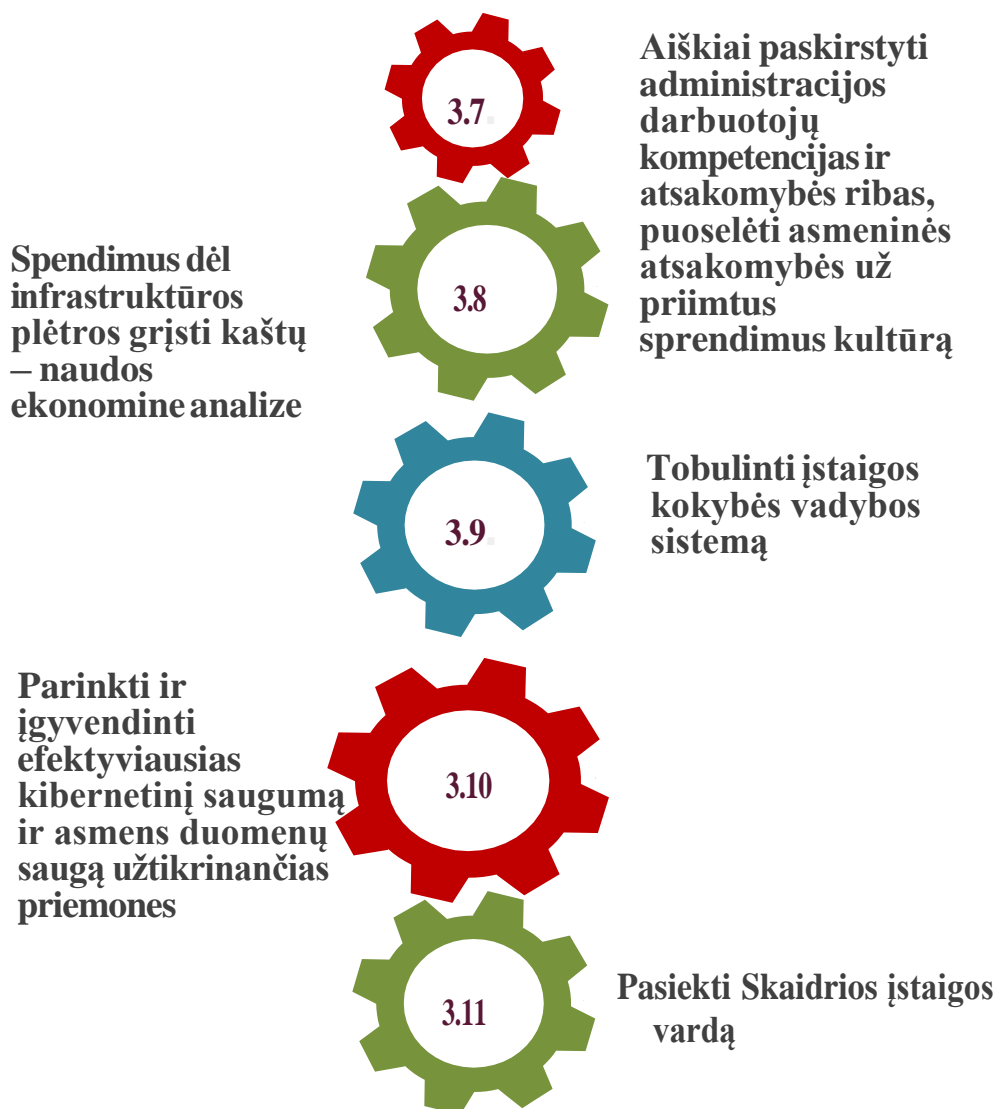 3.7.
Aiškiai paskirstyti
administracijos
darbuotojų
kompetencijas ir
atsakomybės ribas,
puoselėti asmeninės
atsakomybės už
priimtus
sprendimus kultūrą
3.8
Spendimus dėl
infrastruktūros
plėtros grįsti kaštų
– naudos
ekonomine analize
3.9.
Tobulinti įstaigos
kokybės vadybos
sistemą
3.10
Parinkti ir
įgyvendinti
efektyviausias
kibernetinį saugumą
ir asmens duomenų
saugą užtikrinančias
priemones
3.11
Pasiekti Skaidrios įstaigos
vardą